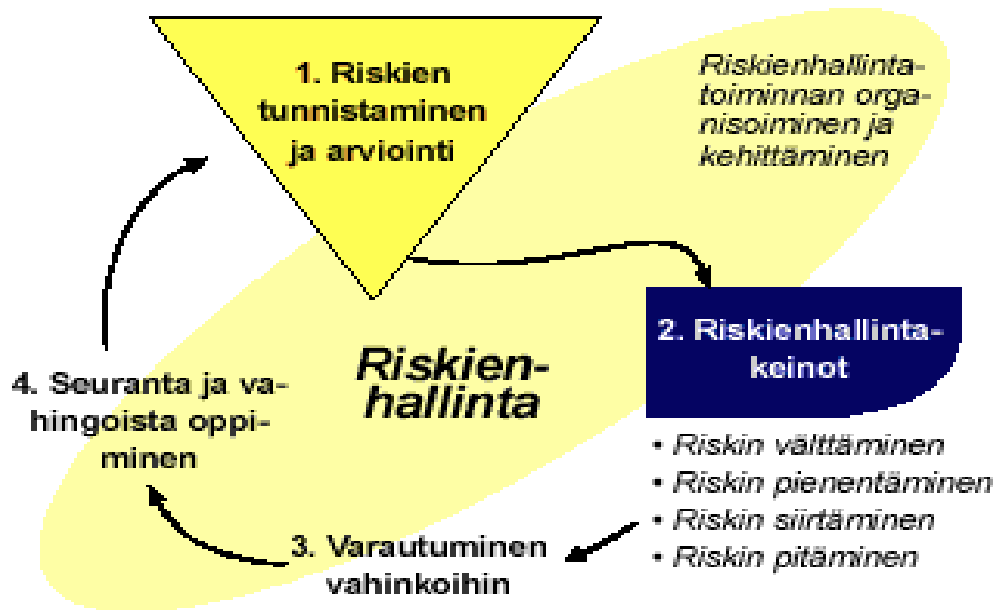 1. Riskien
tunnistaminen
ja arviointi
Riskienhallinta-
toiminnan orga-
nisoiminen ja
kehittäminen
2. Riskienhallinta-
keinot
• Riskin välttäminen
• Riskin pienentäminen
• Riskin siirtäminen
• Riskin pitäminen
3. Varautuminen
vahinkoihin
4. Seuranta ja va-
hingoista oppi-
minen
Riskien-
hallinta